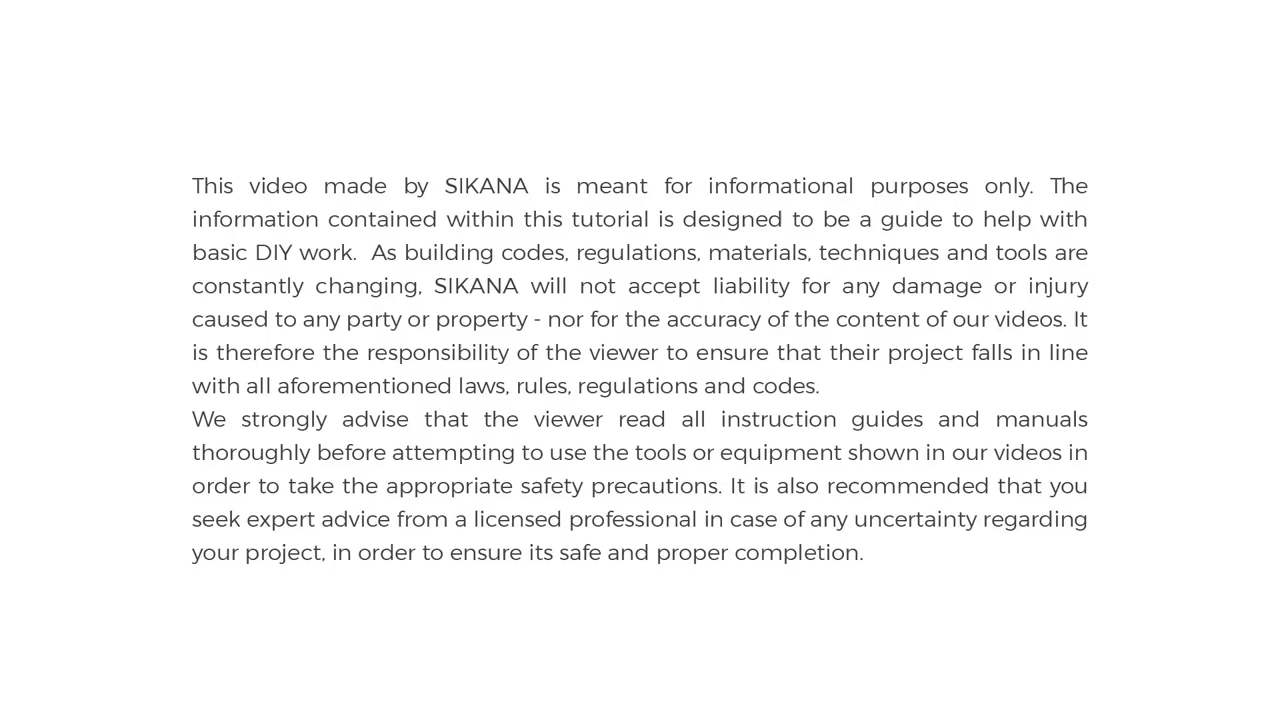 This video made by SIKANA is meant for informational purposes only. The
information contained within this tutorial is designed to be a guide to help with
basic DIY work.  As building codes, regulations, materials, techniques and tools are
constantly changing, SIKANA will not accept liability for any damage or injury
caused to any party or property - nor for the accuracy of the content of our videos. It
is therefore the responsibility of the viewer to ensure that their project falls in line
with all aforementioned laws, rules, regulations and codes.
We strongly advise that the viewer read all instruction guides and manuals
thoroughly before attempting to use the tools or equipment shown in our videos in
order to take the appropriate safety precautions. It is also recommended that you
seek expert advice from a licensed professional in case of any uncertainty regarding
your project, in order to ensure its safe and proper completion.